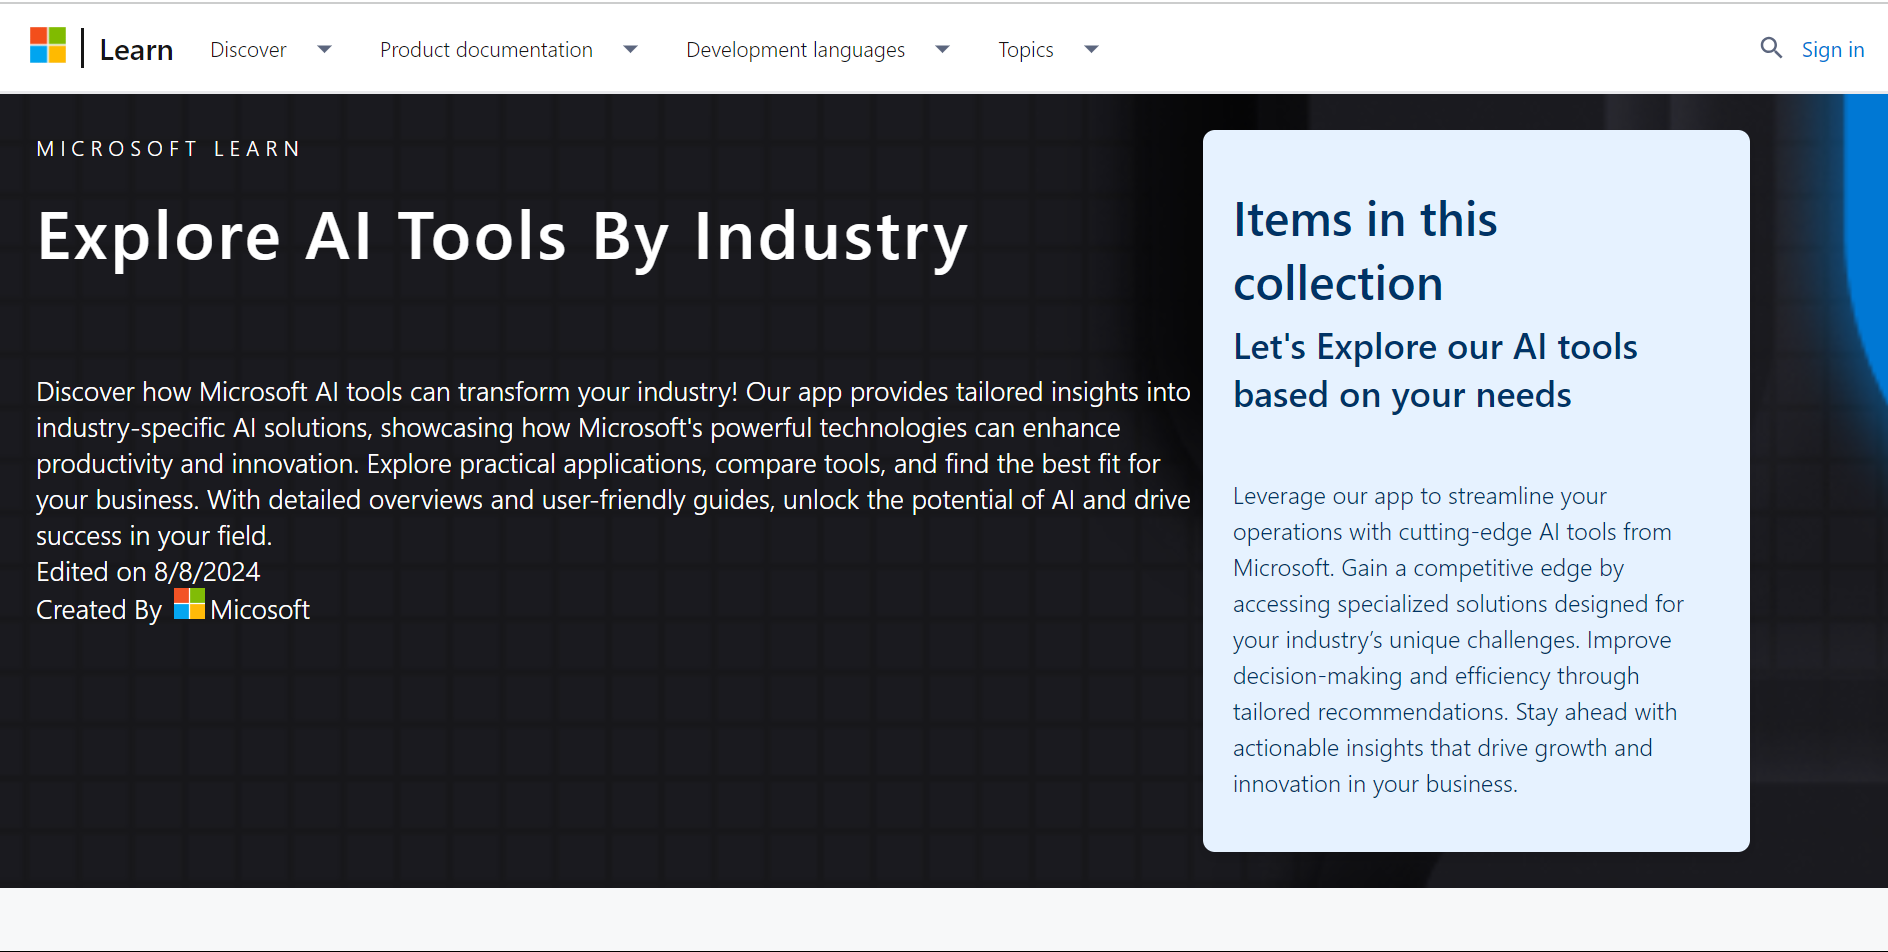 Learn Discover Product documentation Development languages Topics Sign in
MICROSOFT LEARN
Explore AI Tools By Industry
Discover how Microsoft AI tools can transform your industry! Our app provides tailored insights into
industry-specific AI solutions, showcasing how Microsoft's powerful technologies can enhance
productivity and innovation. Explore practical applications, compare tools, and find the best fit for
your business. With detailed overviews and user-friendly guides, unlock the potential of AI and drive
success in your field.
Edited on 8/8/2024
Created By Micosoft
Items in this
collection
Let's Explore our AI tools
based on your needs
Leverage our app to streamline your
operations with cutting-edge AI tools from
Microsoft. Gain a competitive edge by
accessing specialized solutions designed for
your industry’s unique challenges. Improve
decision-making and efficiency through
tailored recommendations. Stay ahead with
actionable insights that drive growth and
innovation in your business.